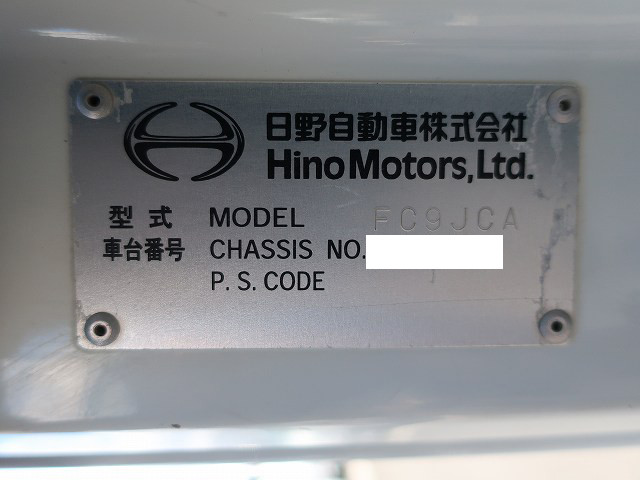 日野自動車株式会社
Hino Motors, Ltd.
型式 MODEL FC9JCA
車台番号 CHASSIS NO.
P.S.CODE